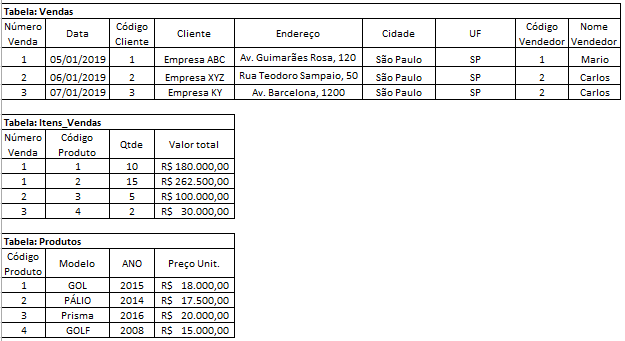 Tabela: Vendas
Número Venda Data Código Cliente Cliente Endereço Cidade UF Código Vendedor Nome Vendedor
1 05/01/2019 1 Empresa ABC Av. Guimarães Rosa, 120 São Paulo SP 1 Mario
2 06/01/2019 2 Empresa XYZ Rua Teodoro Sampaio, 50 São Paulo SP 2 Carlos
3 07/01/2019 3 Empresa KY Av. Barcelona, 1200 São Paulo SP 2 Carlos
Tabela: Itens_Vendas
Número Venda Código Produto Qtde Valor total
1 1 10 R$ 180.000,00
1 2 15 R$ 262.500,00
2 3 5 R$ 100.000,00
3 4 2 R$ 30.000,00
Tabela: Produtos
Código Produto Modelo ANO Preço Unit.
1 GOL 2015 R$ 18.000,00
2 PÁLIO 2014 R$ 17.500,00
3 Prisma 2016 R$ 20.000,00
4 GOLF 2008 R$ 15.000,00